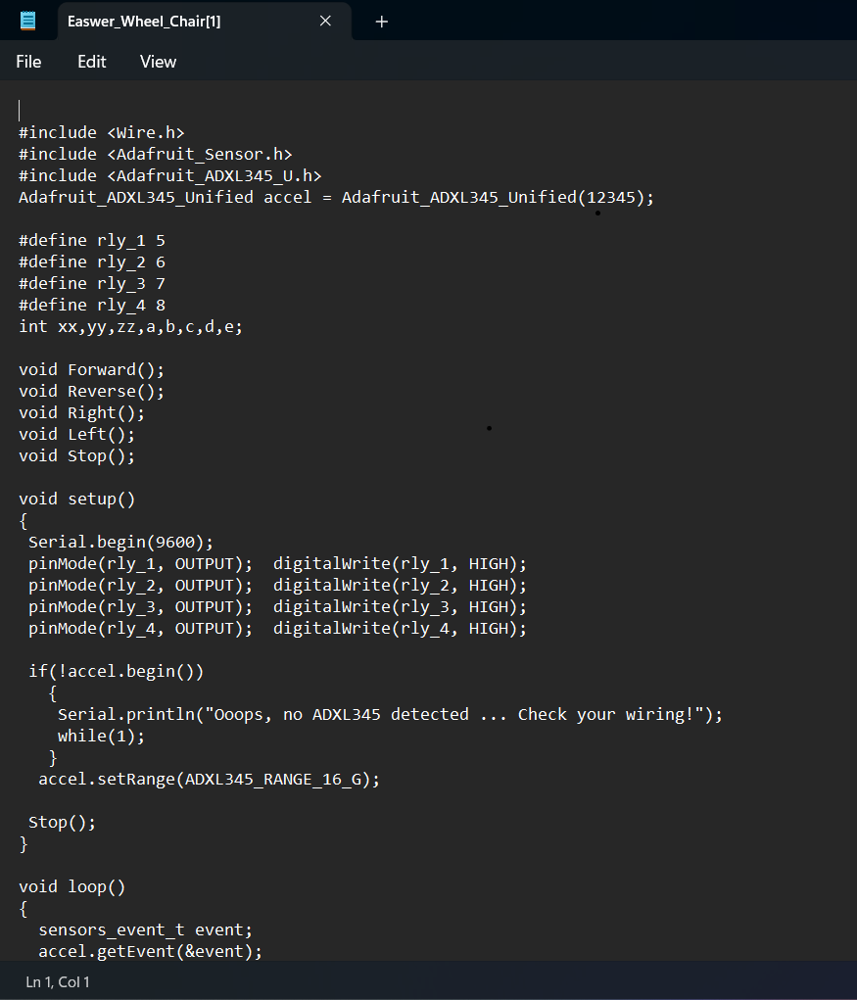 Easwer_Wheel_Chair[1]
File Edit View
#include <Wire.h>
#include <Adafruit_Sensor.h>
#include <Adafruit_ADXL345_U.h>
Adafruit_ADXL345_Unified accel = Adafruit_ADXL345_Unified(12345);
#define rly_1 5
#define rly_2 6
#define rly_3 7
#define rly_4 8
int xx,yy,zz,a,b,c,d,e;
void Forward();
void Reverse();
void Right();
void Left();
void Stop();
void setup()
{
Serial.begin(9600);
pinMode(rly_1, OUTPUT);  digitalWrite(rly_1, HIGH);
pinMode(rly_2, OUTPUT);  digitalWrite(rly_2, HIGH);
pinMode(rly_3, OUTPUT);  digitalWrite(rly_3, HIGH);
pinMode(rly_4, OUTPUT);  digitalWrite(rly_4, HIGH);
if(!accel.begin())
{
Serial.println("Ooops, no ADXL345 detected ... Check your wiring!");
while(1);
}
accel.setRange(ADXL345_RANGE_16_G);
Stop();
}
void loop()
{
sensors_event_t event;
accel.getEvent(&event);
Ln 1, Col 1